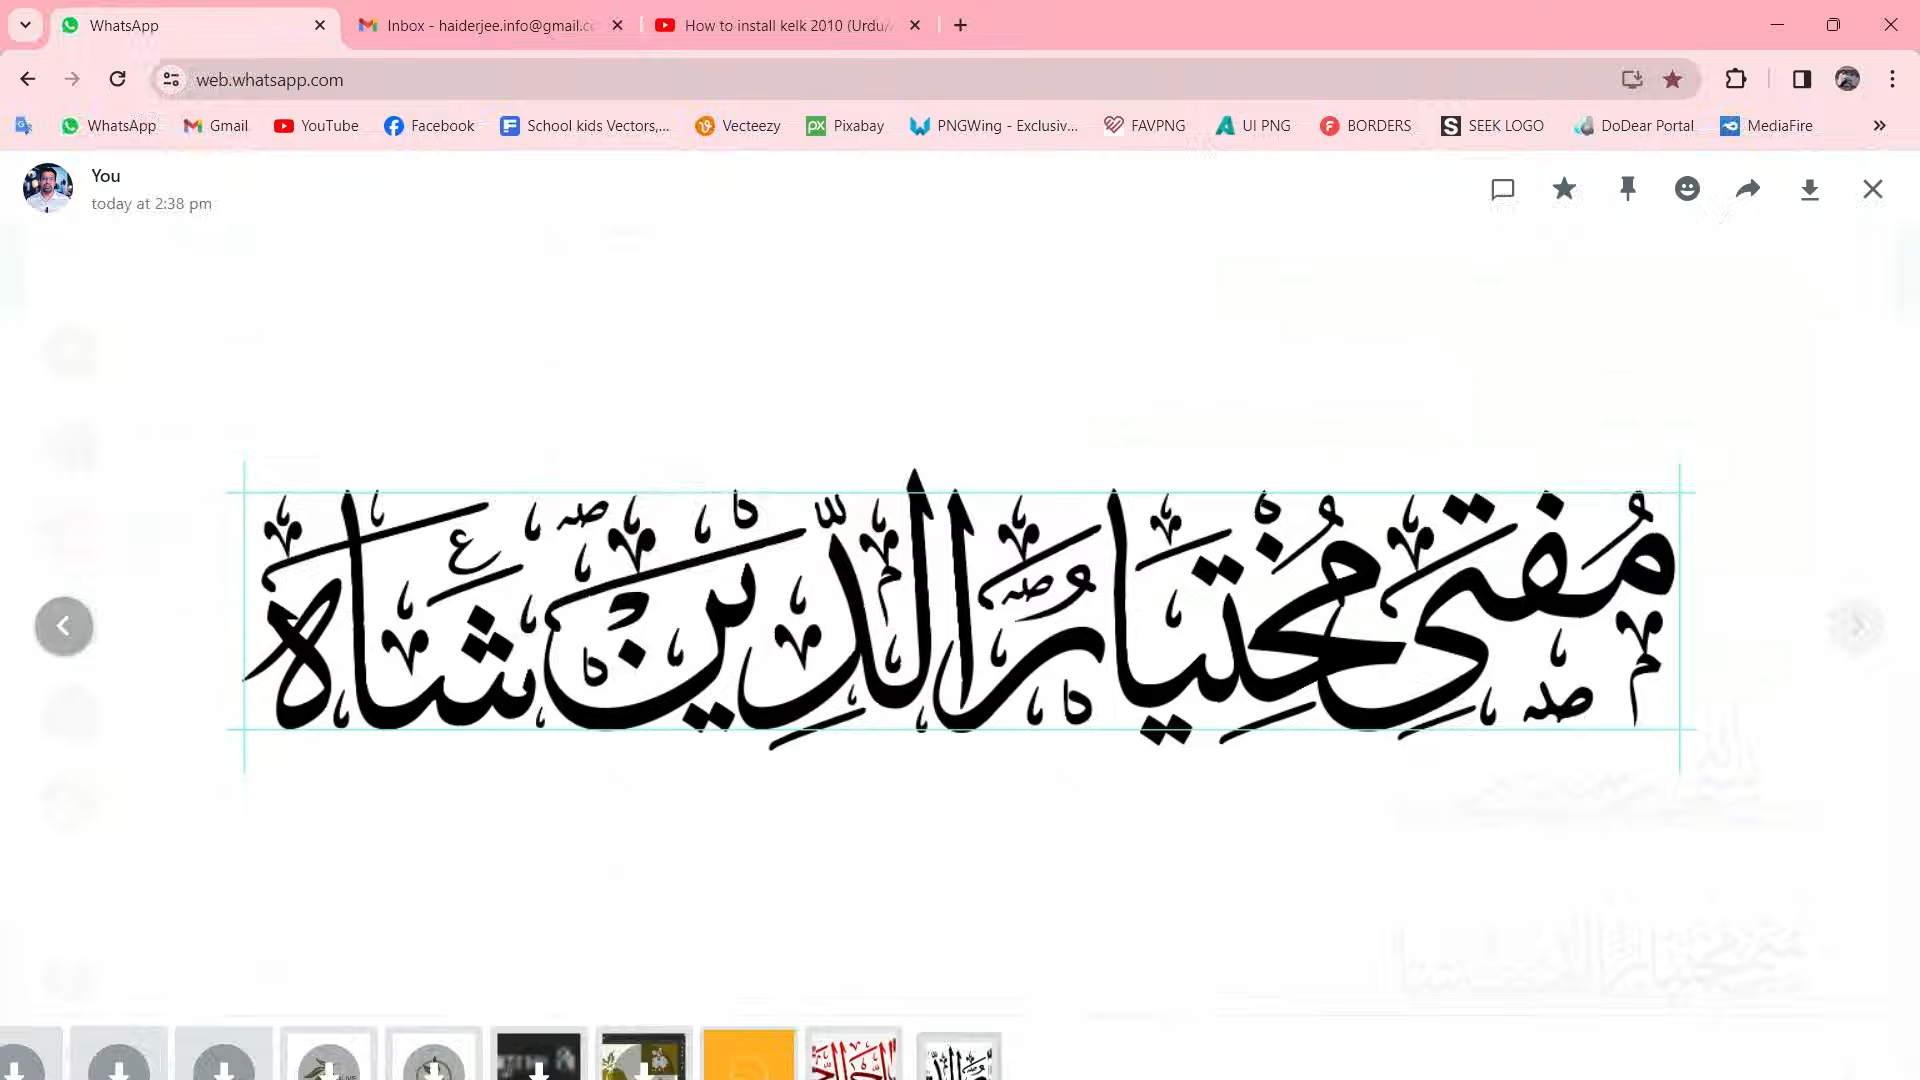 WhatsApp
Inbox - haiderjee.info@gmail.c
How to install kelk 2010 (Urdu/
web.whatsapp.com
WhatsApp Gmail YouTube Facebook School kids Vectors,... Vecteezy Pixabay PNGWing - Exclusiv... FAVPNG UI PNG BORDERS SEEK LOGO DoDear Portal MediaFire
You
today at 2:38 pm
مُفتیِ مُخْتِیارُ الدِّیْن شاہ